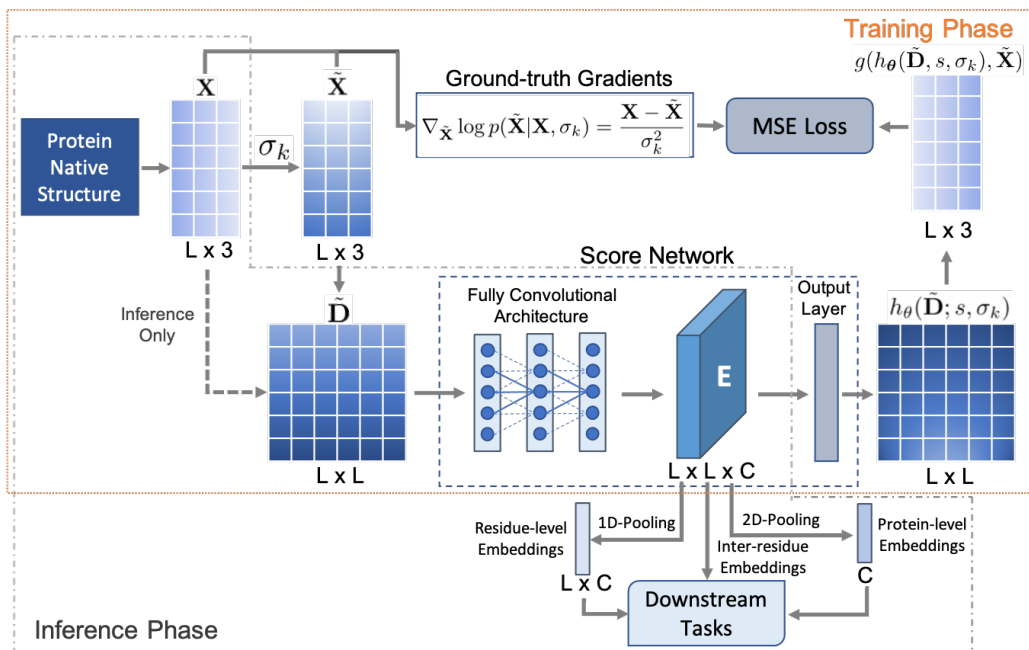 Training Phase
g(h_θ(D̃, s, σ_k), X̃)
X
X̃
Ground-truth Gradients
∇_X̃ log p(X̃|X, σ_k) = (X − X̃) / σ_k^2
MSE Loss
Protein
Native
Structure
σ_k
L x 3
L x 3
L x 3
Score Network
Inference
Only
D̃
Fully Convolutional
Architecture
E
Output
Layer
h_θ(D̃; s, σ_k)
L x L
L x L x C
L x L
Residue-level
Embeddings
1D-Pooling
2D-Pooling
Inter-residue
Embeddings
Protein-level
Embeddings
L x C
C
Downstream
Tasks
Inference Phase